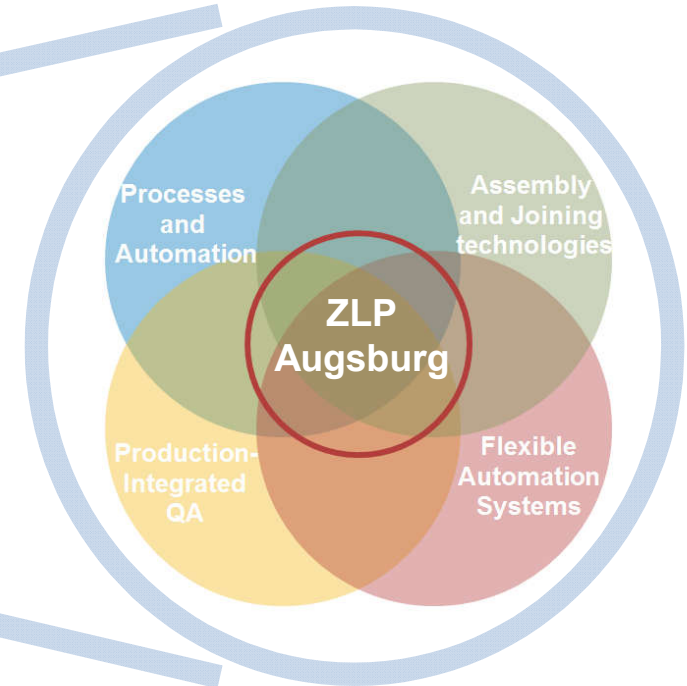 Processes
and
Automation
Assembly
and Joining
technologies
ZLP
Augsburg
Production-
Integrated
QA
Flexible
Automation
Systems